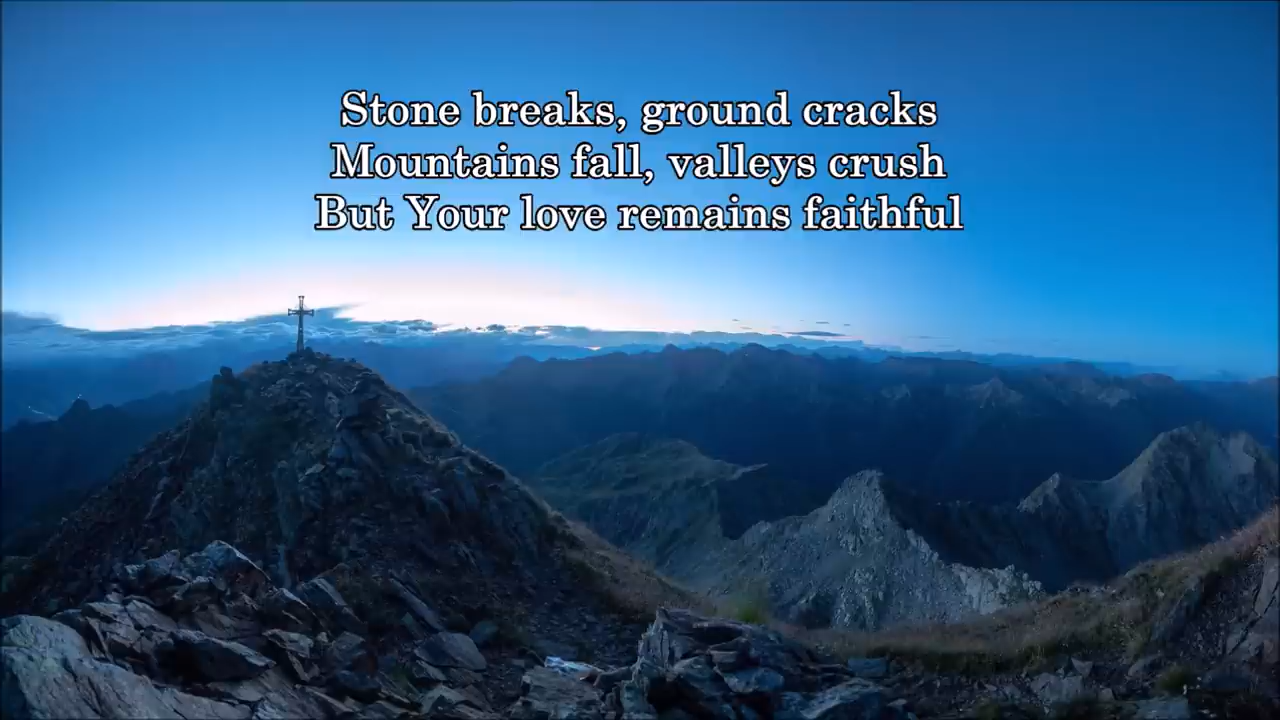 Stone breaks, ground cracks
Mountains fall, valleys crush
But Your love remains faithful